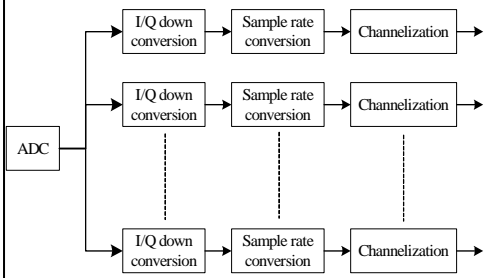 I/Q down
conversion
Sample rate
conversion
Channelization
I/Q down
conversion
Sample rate
conversion
Channelization
ADC
I/Q down
conversion
Sample rate
conversion
Channelization